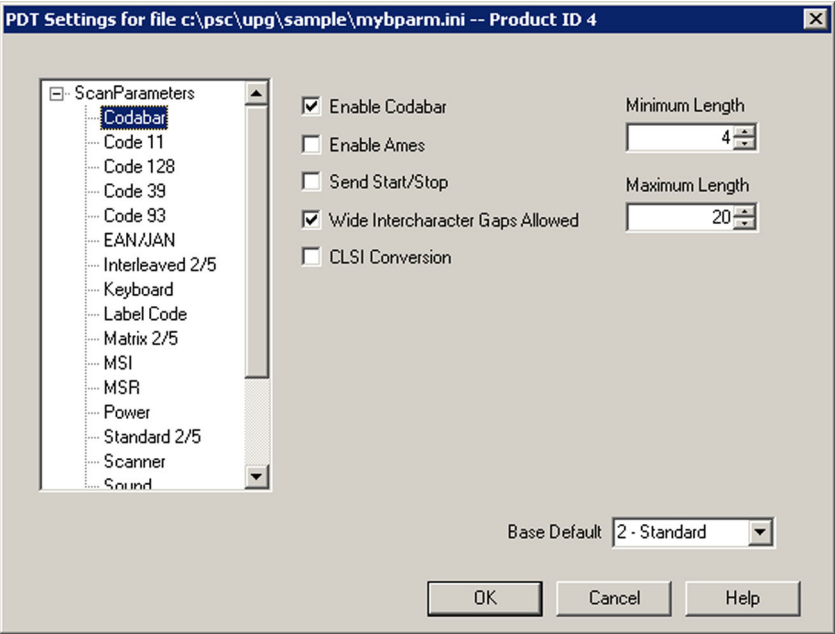 PDT Settings for file c:\psc\upg\sample\mybparm.ini -- Product ID 4
ScanParameters
Codabar
Code 11
Code 128
Code 39
Code 93
EAN/JAN
Interleaved 2/5
Keyboard
Label Code
Matrix 2/5
MSI
MSR
Power
Standard 2/5
Scanner
Sound
Enable Codabar
Enable Ames
Send Start/Stop
Wide Intercharacter Gaps Allowed
CLSI Conversion
Minimum Length
4
Maximum Length
20
Base Default 2 - Standard
OK Cancel Help